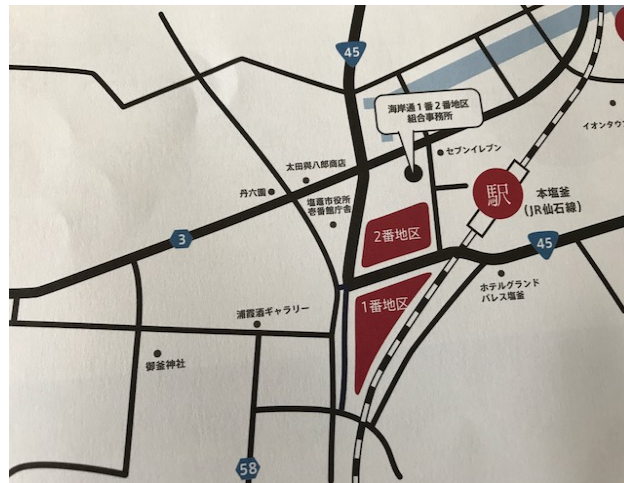 45
海岸通1番2番地区
組合事務所
イオンタウン
セブンイレブン
太田與八郎商店
丹六園
塩竈市役所
壱番館庁舎
駅
本塩釜
(JR仙石線)
2番地区
3
45
1番地区
ホテルグランド
パレス塩釜
浦霞酒ギャラリー
御釜神社
58